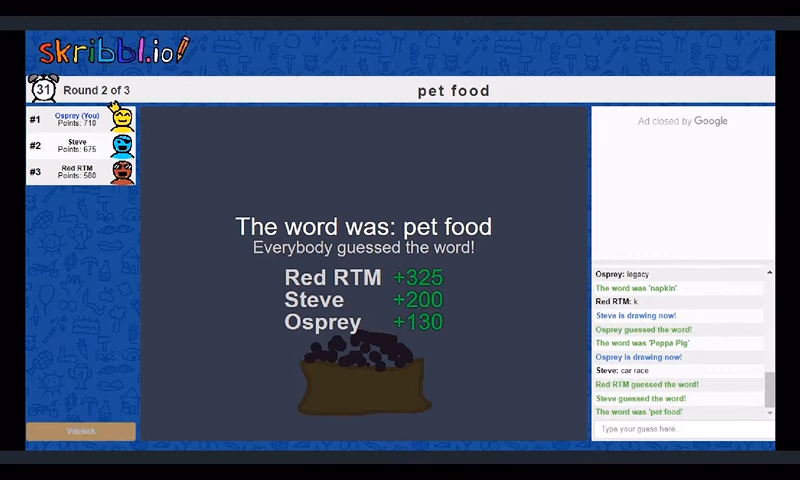 skribbl.io
31
Round 2 of 3
pet food
#1
Osprey (You)
Points: 710
#2
Steve
Points: 675
#3
Red RTM
Points: 580
The word was: pet food
Everybody guessed the word!
Red RTM +325
Steve +200
Osprey +130
Votekick
Ad closed by Google
Osprey: legacy
The word was 'napkin'
Red RTM: k
Steve is drawing now!
Osprey guessed the word!
The word was 'Peppa Pig'
Osprey is drawing now!
Steve: car race
Red RTM guessed the word!
Steve guessed the word!
The word was 'pet food'
Type your guess here...